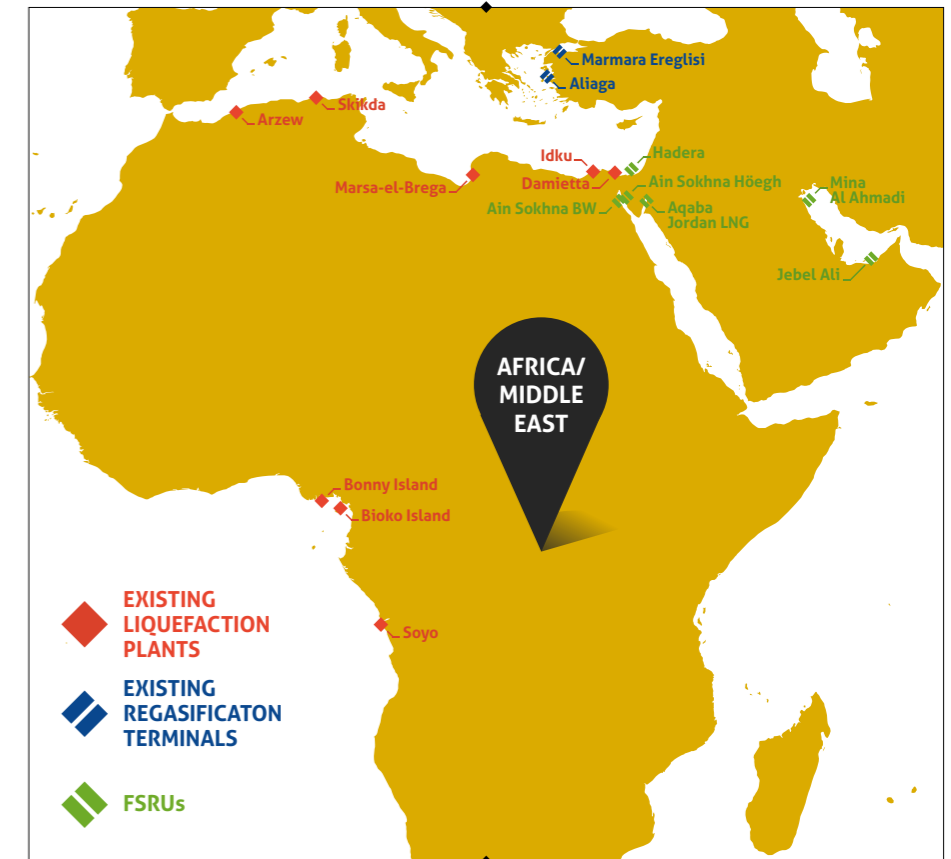 Marmara Ereglisi
Aliaga
Skikda
Arzew
Idku
Hadera
Marsa-el-Brega
Damietta
Ain Sokhna Höegh
Mina
Al Ahmadi
Ain Sokhna BW
Aqaba
Jordan LNG
Jebel Ali
AFRICA/
MIDDLE
EAST
Bonny Island
Bioko Island
Soyo
EXISTING
LIQUEFACTION
PLANTS
EXISTING
REGASIFICATON
TERMINALS
FSRUs